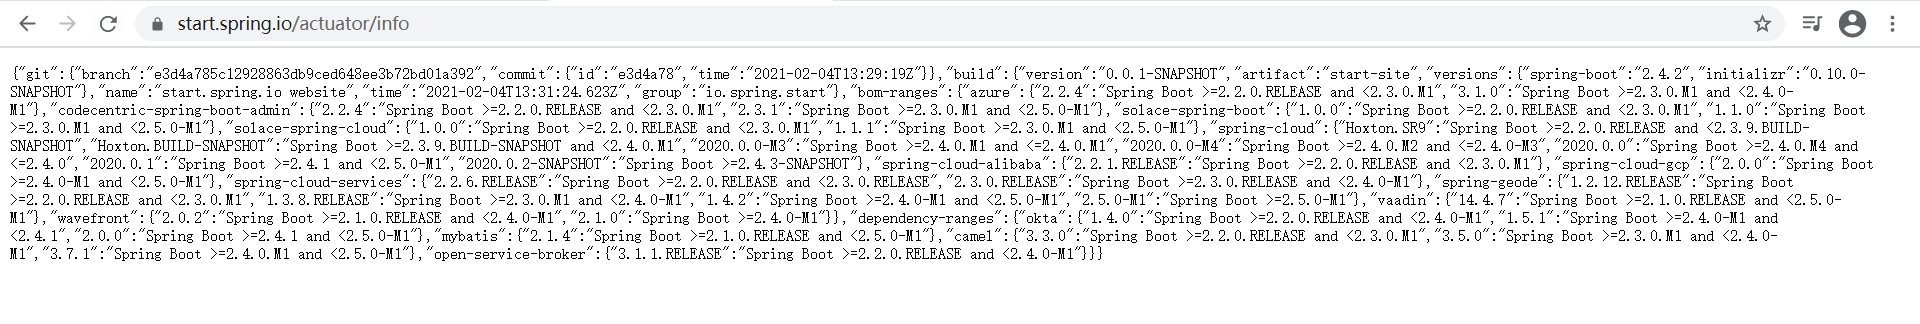 start.spring.io/actuator/info
{"git":{"branch":"e3d4a785c12928863db9ced648ee3b72bd01a392","commit":{"id":"e3d4a78","time":"2021-02-04T13:29:19Z"}},"build":{"version":"0.0.1-SNAPSHOT","artifact":"start-site","versions":{"spring-boot":"2.4.2","initializr":"0.10.0-
SNAPSHOT"},"name":"start.spring.io website","time":"2021-02-04T13:31:24.623Z","group":"io.spring.start"},"bom-ranges":{"azure":{"2.2.4":"Spring Boot >=2.2.0.RELEASE and <2.3.0.M1","3.1.0":"Spring Boot >=2.3.0.M1 and <2.4.0-
M1"},"codecentric-spring-boot-admin":{"2.2.4":"Spring Boot >=2.2.0.RELEASE and <2.3.0.M1","2.3.1":"Spring Boot >=2.3.0.M1 and <2.5.0-M1"},"solace-spring-boot":{"1.0.0":"Spring Boot >=2.2.0.RELEASE and <2.3.0.M1","1.1.0":"Spring Boot
>=2.3.0.M1 and <2.5.0-M1"},"solace-spring-cloud":{"1.0.0":"Spring Boot >=2.2.0.RELEASE and <2.3.0.M1","1.1.1":"Spring Boot >=2.3.0.M1 and <2.5.0-M1"},"spring-cloud":{"Hoxton.SR9":"Spring Boot >=2.2.0.RELEASE and <2.3.9.BUILD-
SNAPSHOT","Hoxton.BUILD-SNAPSHOT":"Spring Boot >=2.3.9.BUILD-SNAPSHOT and <2.4.0.M1","2020.0.0-M3":"Spring Boot >=2.4.0.M1 and <=2.4.0.M1","2020.0.0-M4":"Spring Boot >=2.4.0.M2 and <=2.4.0-M3","2020.0.0":"Spring Boot >=2.4.0.M4 and
<=2.4.0","2020.0.1":"Spring Boot >=2.4.1 and <2.5.0-M1","2020.0.2-SNAPSHOT":"Spring Boot >=2.4.3-SNAPSHOT"},"spring-cloud-alibaba":{"2.2.1.RELEASE":"Spring Boot >=2.2.0.RELEASE and <2.3.0.M1"},"spring-cloud-gcp":{"2.0.0":"Spring Boot
>=2.4.0-M1 and <2.5.0-M1"},"spring-cloud-services":{"2.2.6.RELEASE":"Spring Boot >=2.2.0.RELEASE and <2.3.0.RELEASE","2.3.0.RELEASE":"Spring Boot >=2.3.0.RELEASE and <2.4.0-M1"},"spring-geode":{"1.2.12.RELEASE":"Spring Boot
>=2.2.0.RELEASE and <2.3.0.M1","1.3.8.RELEASE":"Spring Boot >=2.3.0.M1 and <2.4.0-M1","1.4.2":"Spring Boot >=2.4.0-M1 and <2.5.0-M1","2.5.0-M1":"Spring Boot >=2.5.0-M1"},"vaadin":{"14.4.7":"Spring Boot >=2.1.0.RELEASE and <2.5.0-
M1"},"wavefront":{"2.0.2":"Spring Boot >=2.1.0.RELEASE and <2.4.0-M1","2.1.0":"Spring Boot >=2.4.0-M1"}},"dependency-ranges":{"okta":{"1.4.0":"Spring Boot >=2.2.0.RELEASE and <2.4.0-M1","1.5.1":"Spring Boot >=2.4.0-M1 and
<2.4.1","2.0.0":"Spring Boot >=2.4.1 and <2.5.0-M1"},"mybatis":{"2.1.4":"Spring Boot >=2.1.0.RELEASE and <2.5.0-M1"},"camel":{"3.3.0":"Spring Boot >=2.2.0.RELEASE and <2.3.0.M1","3.5.0":"Spring Boot >=2.3.0.M1 and <2.4.0-
M1","3.7.1":"Spring Boot >=2.4.0.M1 and <2.5.0-M1"},"open-service-broker":{"3.1.1.RELEASE":"Spring Boot >=2.2.0.RELEASE and <2.4.0-M1"}}}